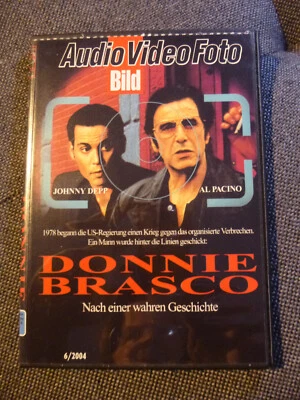 Audio Video Foto
Bild
JOHNNY DEPP
AL PACINO
1978 begann die US-Regierung einen Krieg gegen das organisierte Verbrechen.
Ein Mann wurde hinter die Linien geschickt:
DONNIE
BRASCO
Nach einer wahren Geschichte
6/2004